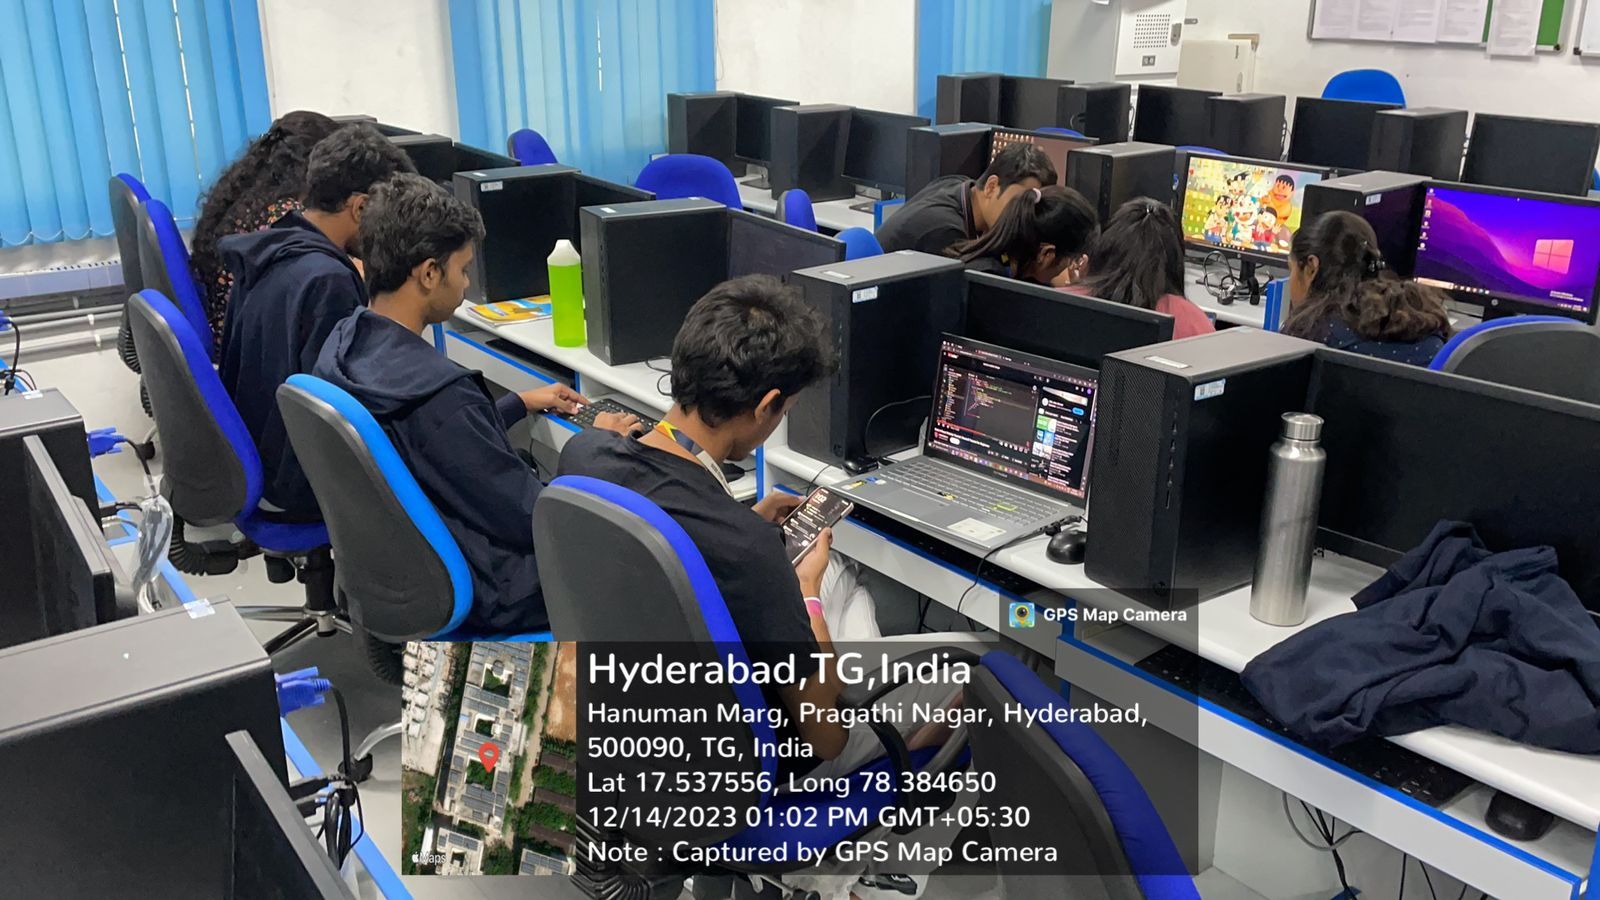 GPS Map Camera
Hyderabad,TG,India
Hanuman Marg, Pragathi Nagar, Hyderabad,
500090, TG, India
Lat 17.537556, Long 78.384650
12/14/2023 01:02 PM GMT+05:30
Note : Captured by GPS Map Camera
Maps